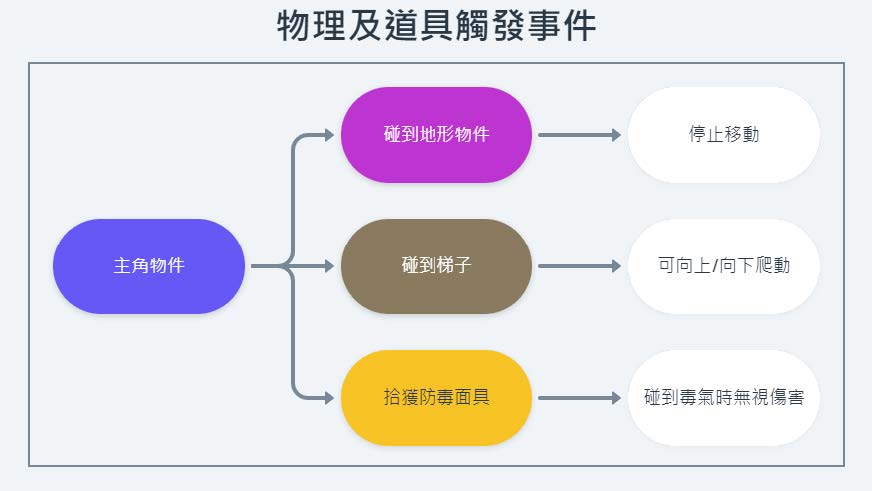 物理及道具觸發事件
碰到地形物件
停止移動
主角物件
碰到梯子
可向上/向下爬動
拾獲防毒面具
碰到毒氣時無視傷害